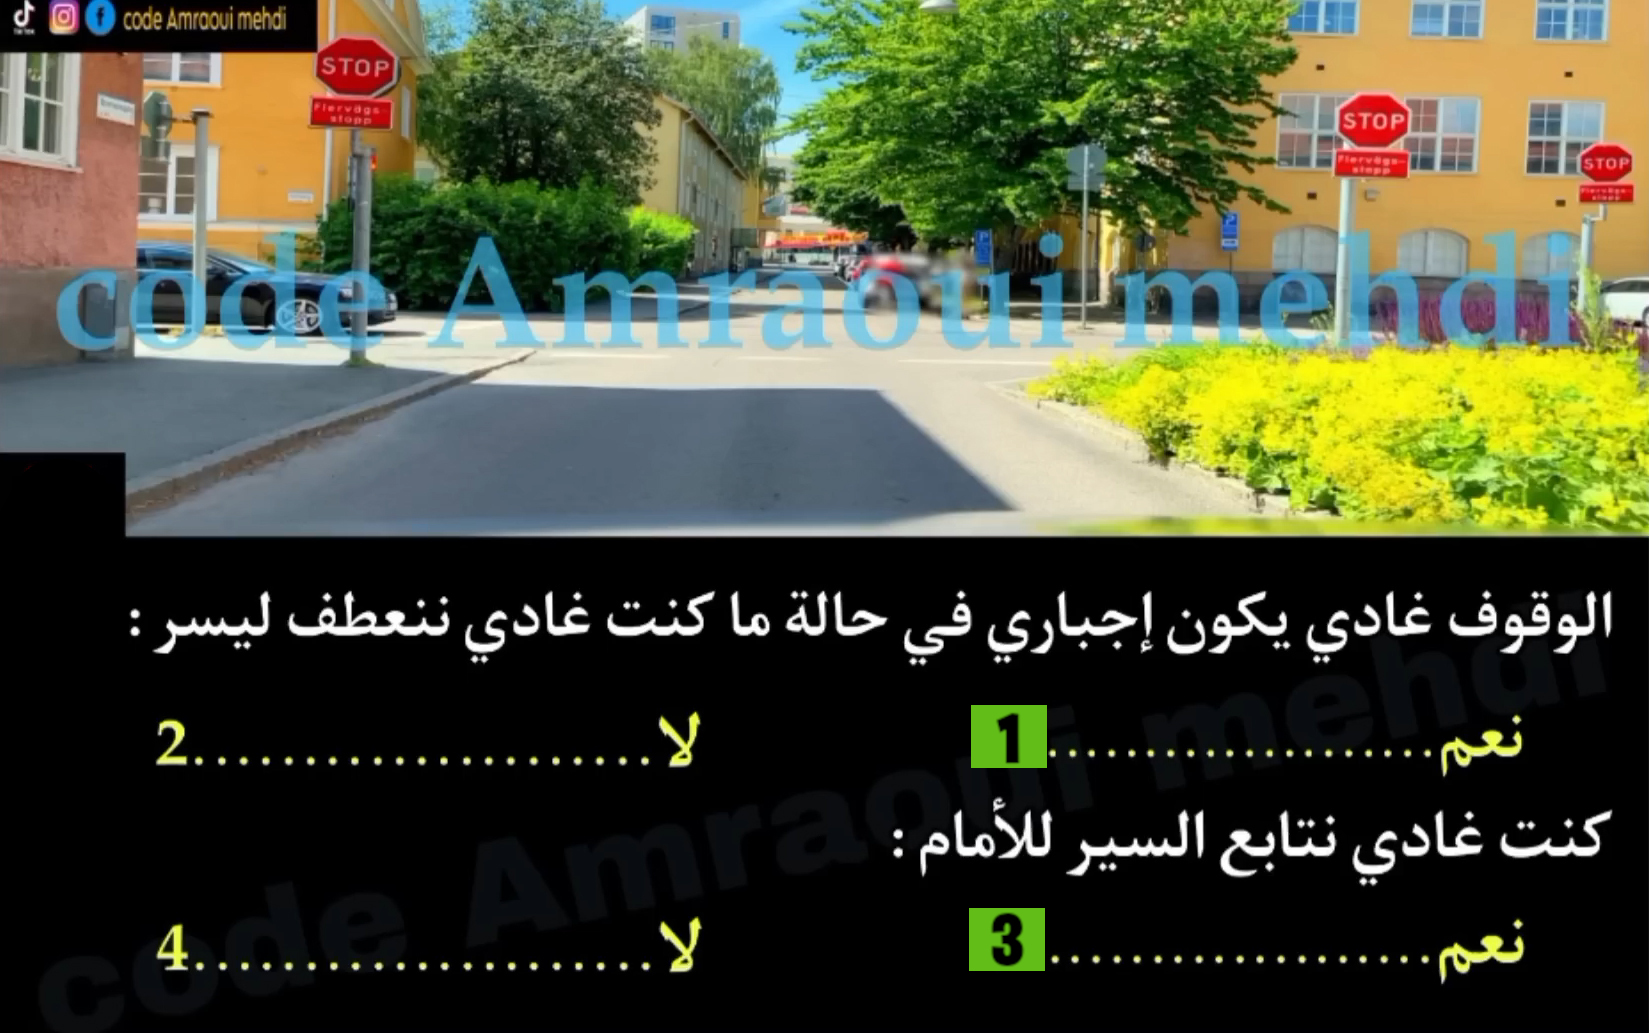 code Amraoui mehdi
STOP
Flervägs-
stopp
STOP
Flervägs-
stopp
STOP
Flervägs-
stopp
code Amraoui mehdi
الوقوف غادي يكون إجباري في حالة ما كنت غادي ننعطف ليسر :
نعم....................1 لا....................2
كنت غادي نتابع السير للأمام :
نعم....................3 لا....................4
code Amraoui mehdi